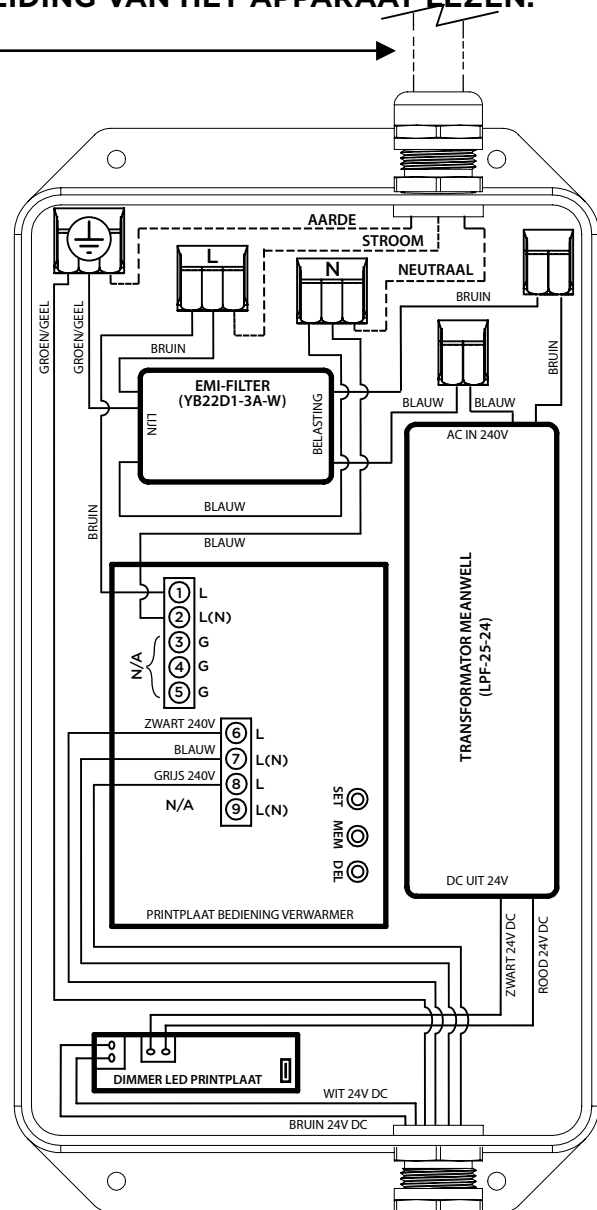 EIDING VAN HET APPARAAT LEZEN.
AARDE
STROOM
NEUTRAAL
L
N
BRUIN
GROEN/GEEL
GROEN/GEEL
BRUIN
BRUIN
EMI-FILTER
(YB22D1-3A-W)
LIJN
BELASTING
BLAUW
BLAUW
AC IN 240V
BLAUW
BLAUW
BRUIN
TRANSFORMATOR MEANWELL
(LPF-25-24)
1 L
2 L(N)
3 G
4 G
5 G
N/A
ZWART 240V 6 L
BLAUW 7 L(N)
GRIJS 240V 8 L
N/A 9 L(N)
SET
MEM
DEL
DC UIT 24V
PRINTPLAAT BEDIENING VERWARMER
ZWART 24V DC
ROOD 24V DC
DIMMER LED PRINTPLAAT
WIT 24V DC
BRUIN 24V DC